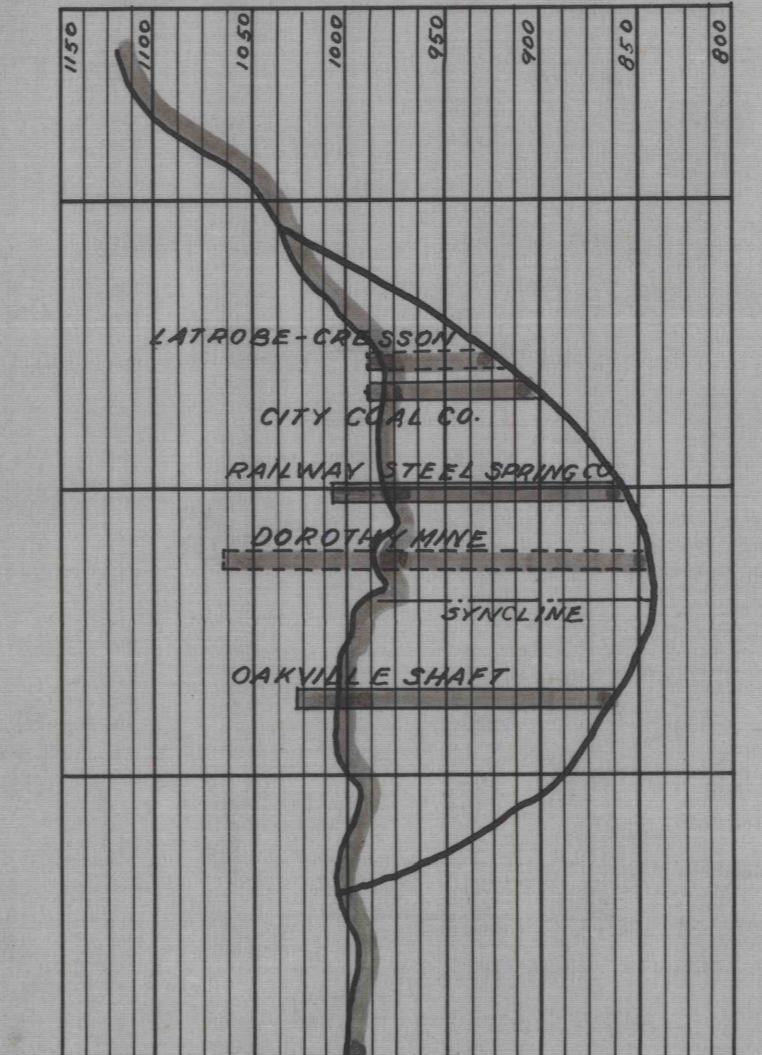 1150 1100 1050 1000 950 900 850 800
LATROBE-CRESSON
CITY COAL CO.
RAILWAY STEEL SPRING CO
DOROTHY MINE
SYNCLINE
OAKVILLE SHAFT